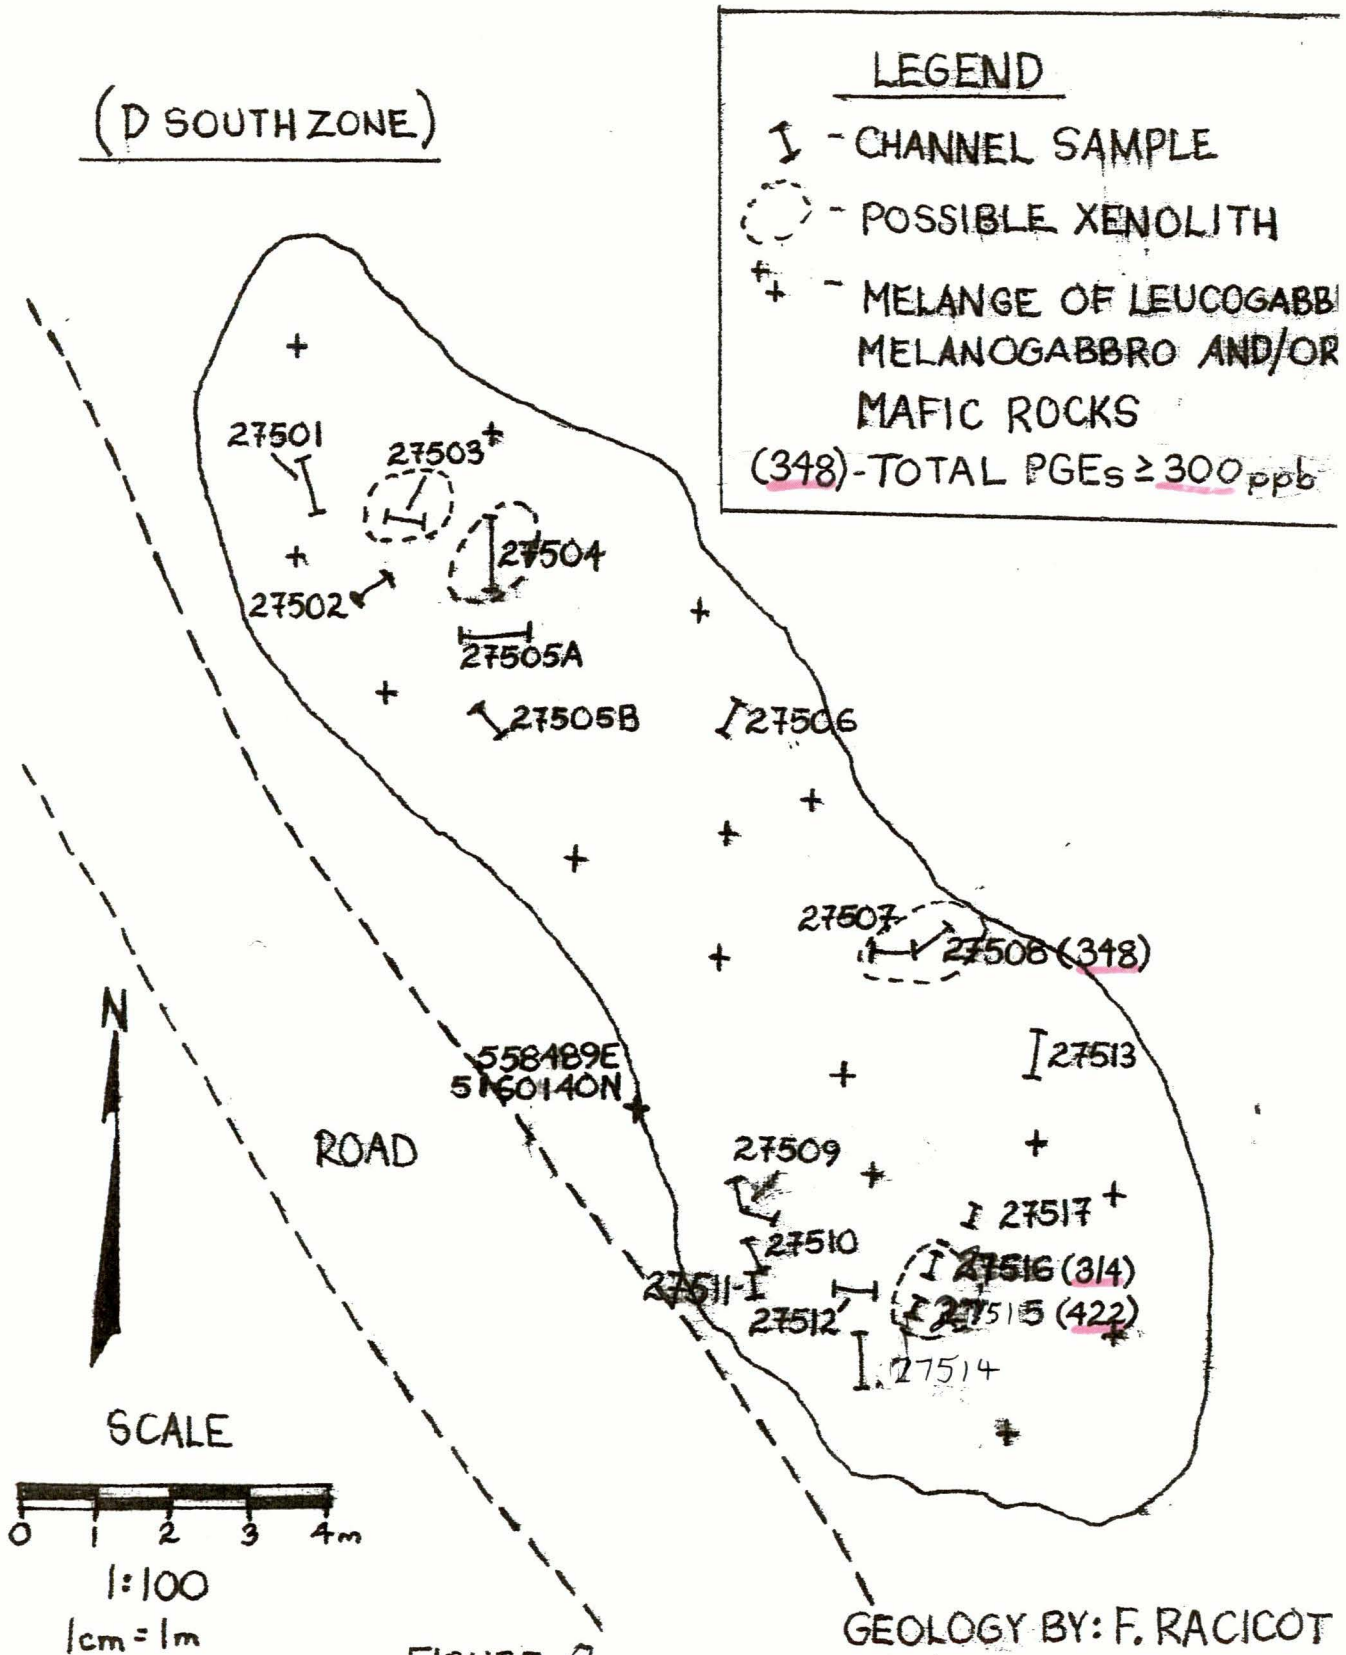 (D SOUTH ZONE)
LEGEND
- CHANNEL SAMPLE
- POSSIBLE XENOLITH
- MELANGE OF LEUCOGABB
MELANOGABBRO AND/OR
MAFIC ROCKS
(348)-TOTAL PGEs ≥ 300 ppb
27501
27503
27504
27502
27505A
27505B
27506
27507
27508 (348)
N
558489E
5160140N
27513
ROAD
27509
27517
27510
27516 (314)
27511
27512
27515 (422)
27514
SCALE
0 1 2 3 4m
1:100
1cm = 1m
GEOLOGY BY: F. RACICOT